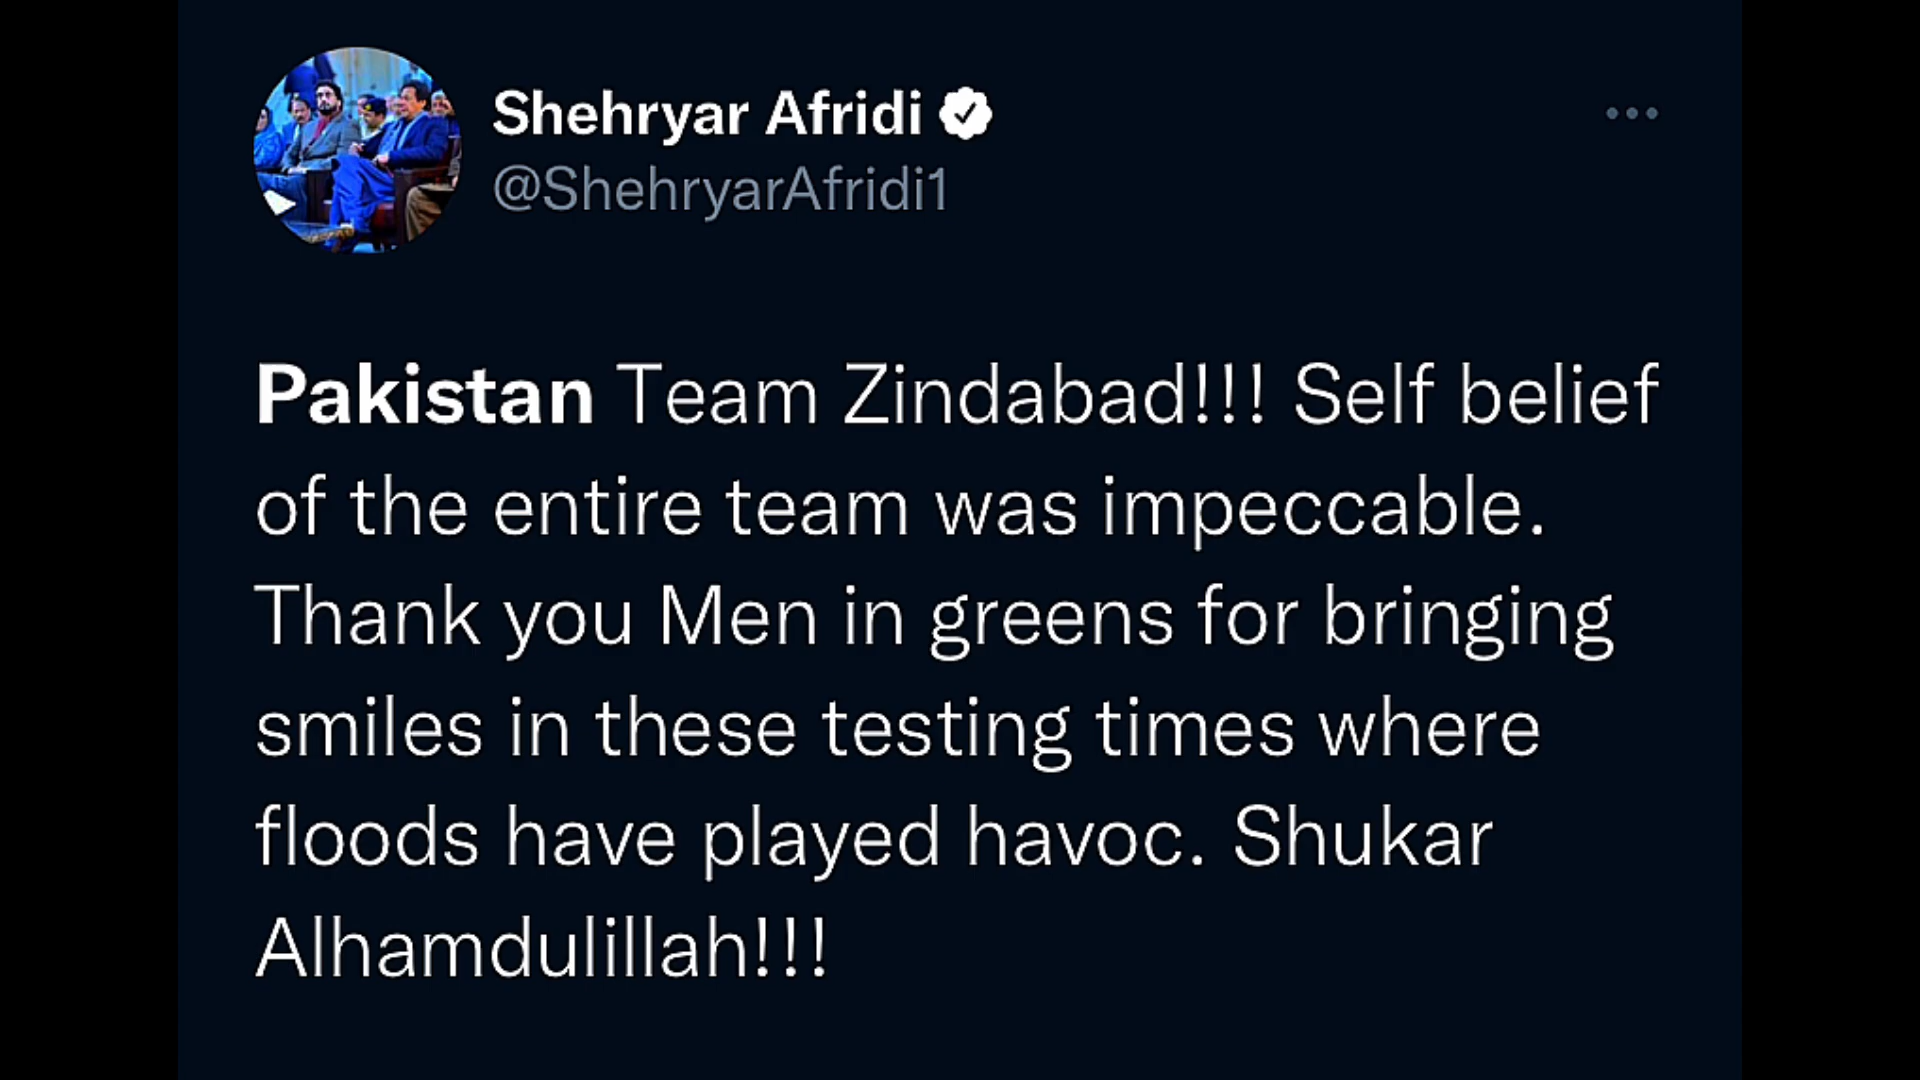 Shehryar Afridi
@ShehryarAfridi1
Pakistan Team Zindabad!!! Self belief
of the entire team was impeccable.
Thank you Men in greens for bringing
smiles in these testing times where
floods have played havoc. Shukar
Alhamdulillah!!!